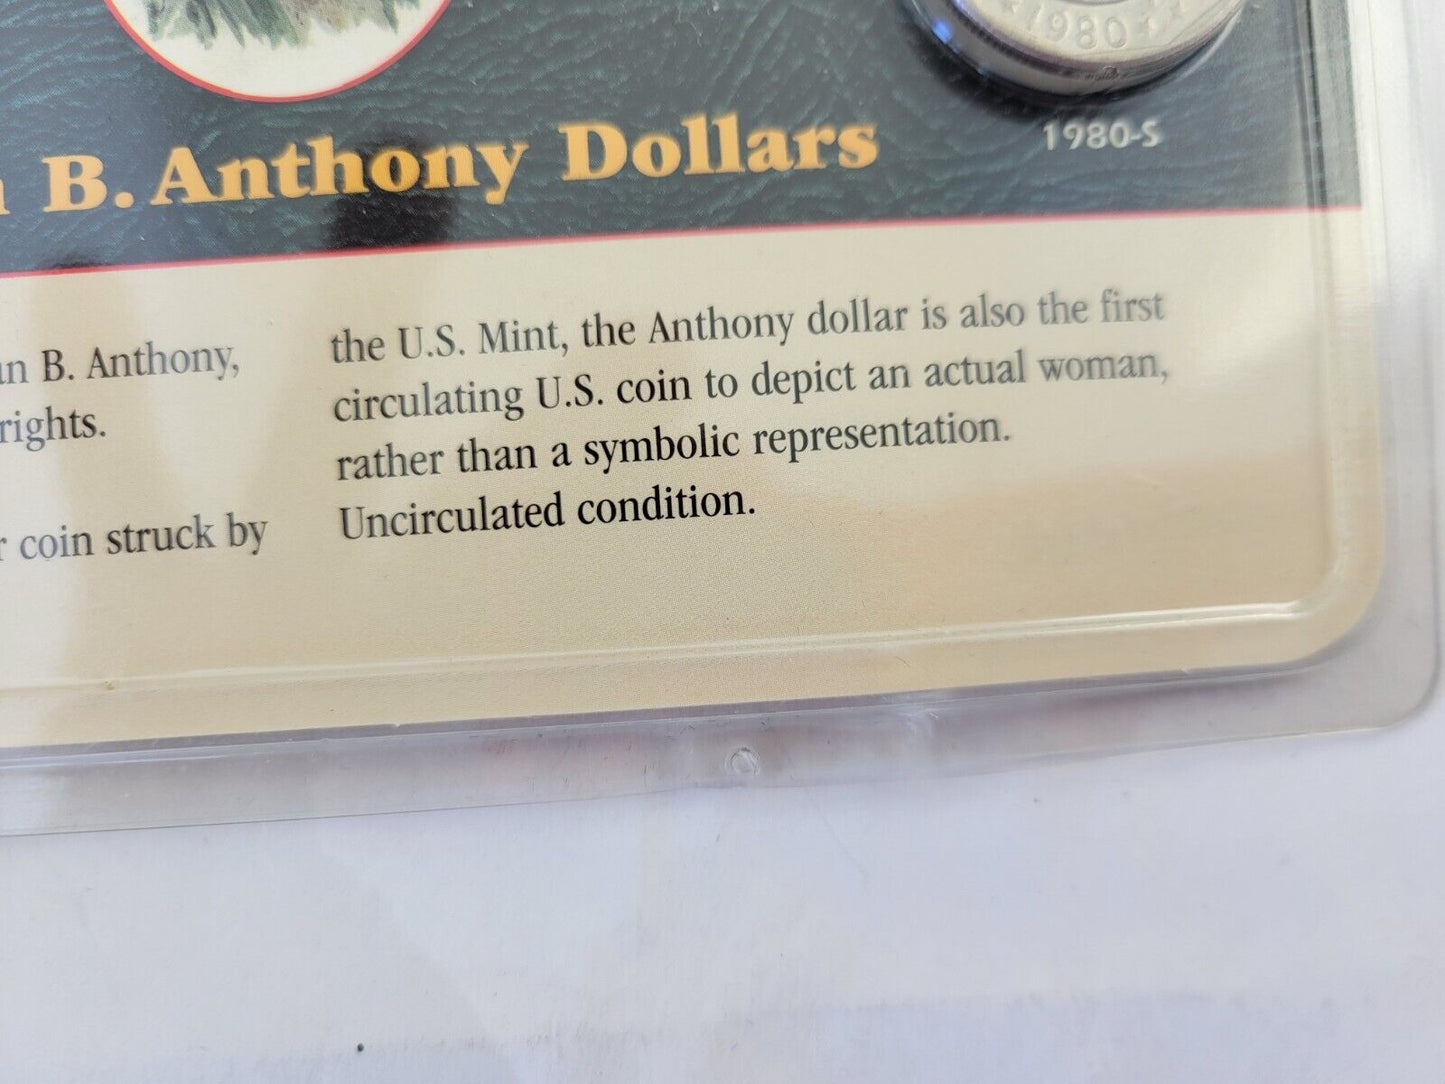 1980
B. Anthony Dollars
1980-S
B. Anthony,
rights.
coin struck by
the U.S. Mint, the Anthony dollar is also the first
circulating U.S. coin to depict an actual woman,
rather than a symbolic representation.
Uncirculated condition.